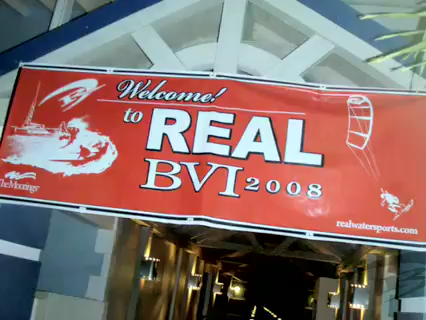 Welcome!
to REAL
BVI 2008
The Moorings
realwatersports.com